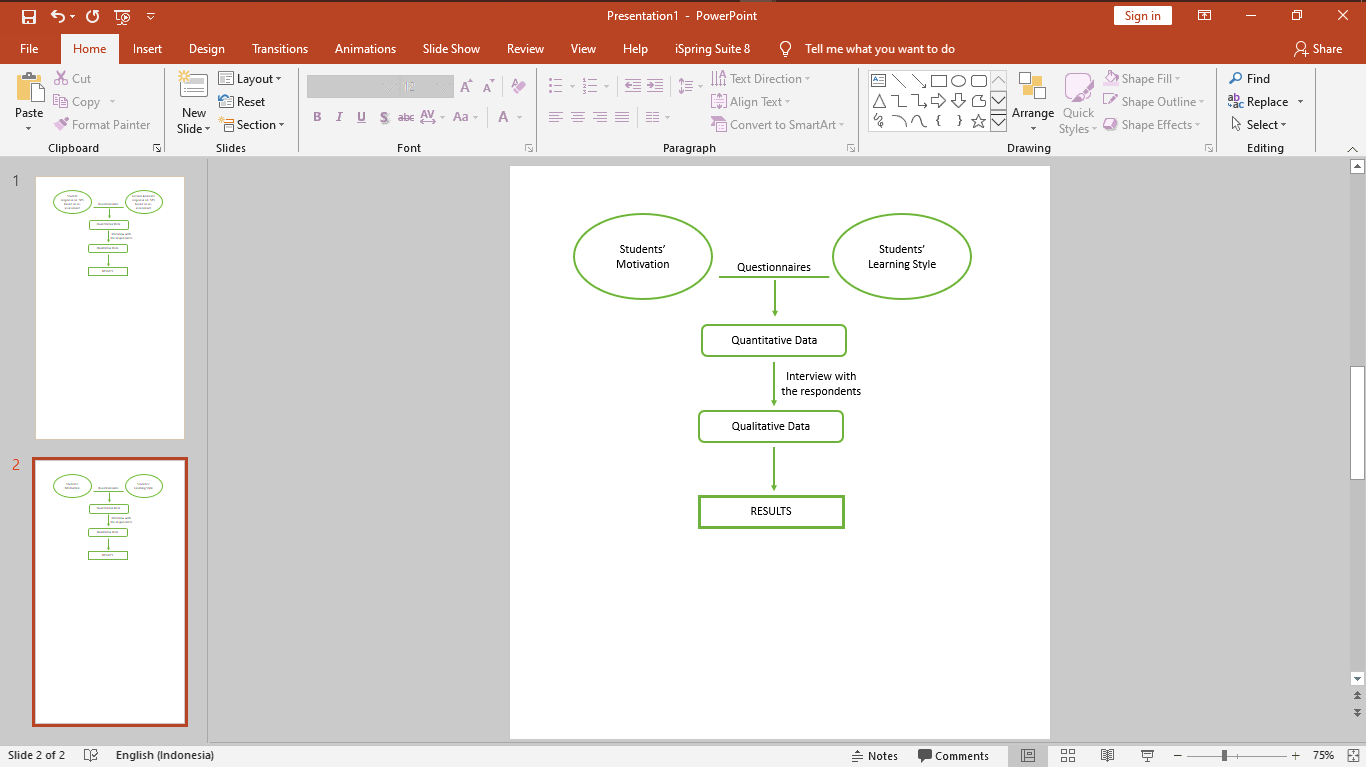 Presentation1 - PowerPoint
Sign in
File Home Insert Design Transitions Animations Slide Show Review View Help iSpring Suite 8 Tell me what you want to do Share
Paste
Cut
Copy
Format Painter
Clipboard
New
Slide
Layout
Reset
Section
Slides
12
A A A
B I U S abc AV Aa A
Font
Text Direction
Align Text
Convert to SmartArt
Paragraph
Arrange
Quick
Styles
Shape Fill
Shape Outline
Shape Effects
Drawing
Find
Replace
Select
Editing
1
2
Students’
Motivation
Questionnaires
Students’
Learning Style
Quantitative Data
Interview with
the respondents
Qualitative Data
RESULTS
Slide 2 of 2 English (Indonesia) Notes Comments 75%